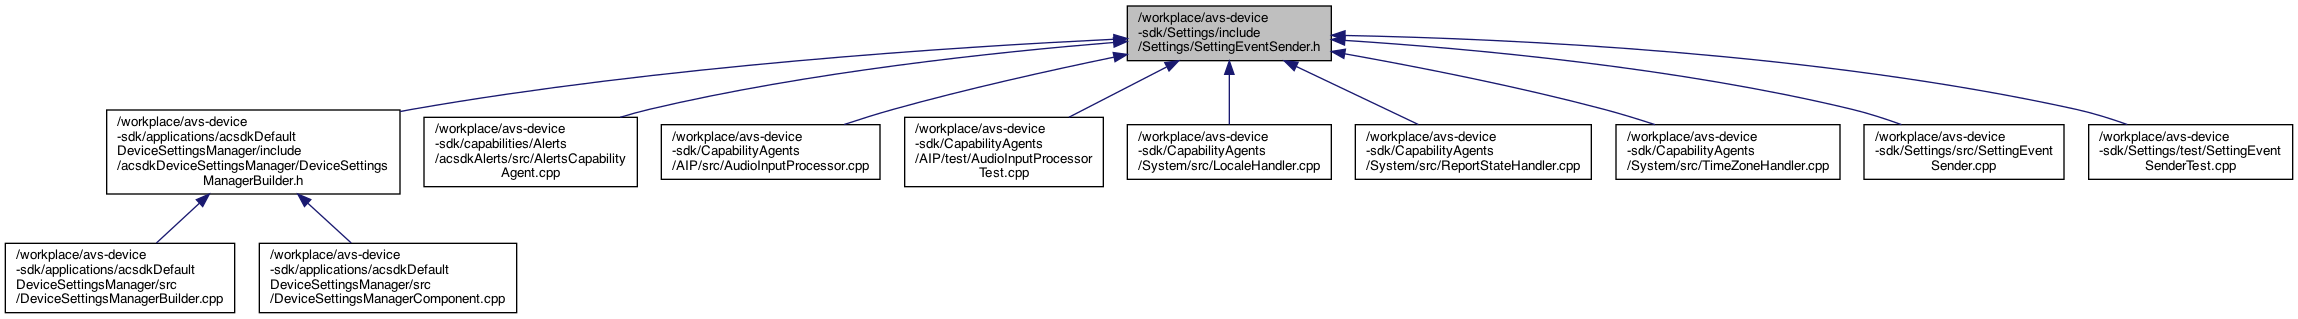 /workplace/avs-device
-sdk/Settings/include
/Settings/SettingEventSender.h
/workplace/avs-device
-sdk/applications/acsdkDefault
DeviceSettingsManager/include
/acsdkDeviceSettingsManager/DeviceSettings
ManagerBuilder.h
/workplace/avs-device
-sdk/capabilities/Alerts
/acsdkAlerts/src/AlertsCapability
Agent.cpp
/workplace/avs-device
-sdk/CapabilityAgents
/AIP/src/AudioInputProcessor.cpp
/workplace/avs-device
-sdk/CapabilityAgents
/AIP/test/AudioInputProcessor
Test.cpp
/workplace/avs-device
-sdk/CapabilityAgents
/System/src/LocaleHandler.cpp
/workplace/avs-device
-sdk/CapabilityAgents
/System/src/ReportStateHandler.cpp
/workplace/avs-device
-sdk/CapabilityAgents
/System/src/TimeZoneHandler.cpp
/workplace/avs-device
-sdk/Settings/src/SettingEvent
Sender.cpp
/workplace/avs-device
-sdk/Settings/test/SettingEvent
SenderTest.cpp
/workplace/avs-device
-sdk/applications/acsdkDefault
DeviceSettingsManager/src
/DeviceSettingsManagerBuilder.cpp
/workplace/avs-device
-sdk/applications/acsdkDefault
DeviceSettingsManager/src
/DeviceSettingsManagerComponent.cpp